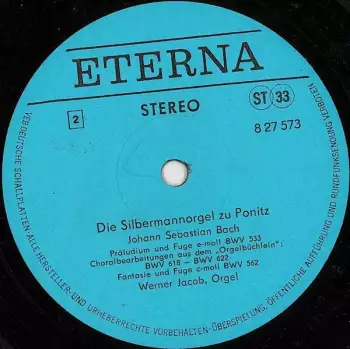 ETERNA
STEREO
ST 33
2
8 27 573
Die Silbermannorgel zu Ponitz
Johann Sebastian Bach
Präludium und Fuge e-moll BWV 533
Choralbearbeitungen aus dem „Orgelbüchlein":
BWV 618 — BWV 622
Fantasie und Fuge c-moll BWV 562
Werner Jacob, Orgel
VEB DEUTSCHE SCHALLPLATTEN · ALLE HERSTELLER- UND URHEBERRECHTE VORBEHALTEN · ÜBERSPIELUNG, ÖFFENTLICHE AUFFÜHRUNG UND RUNDFUNKSENDUNG VERBOTEN